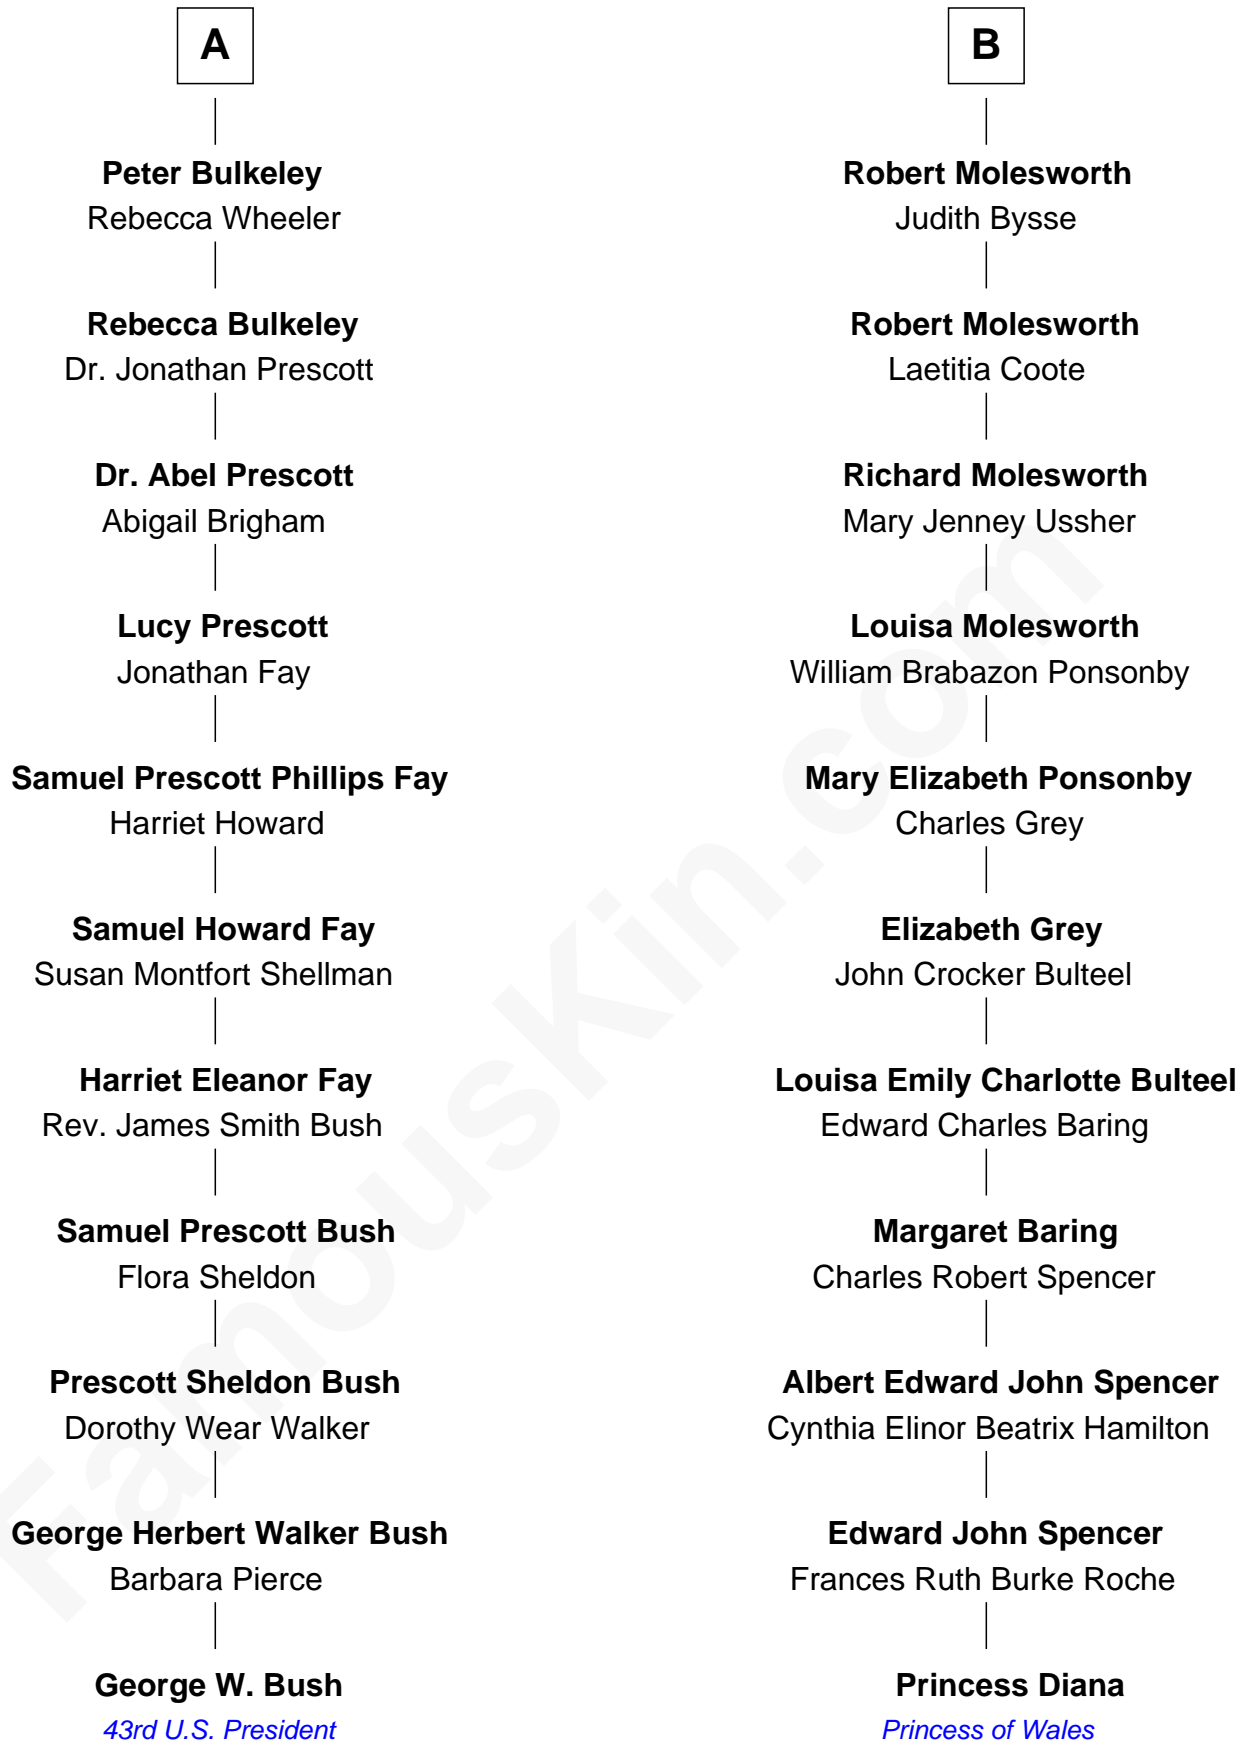 A
Peter Bulkeley
Rebecca Wheeler
Rebecca Bulkeley
Dr. Jonathan Prescott
Dr. Abel Prescott
Abigail Brigham
Lucy Prescott
Jonathan Fay
Samuel Prescott Phillips Fay
Harriet Howard
Samuel Howard Fay
Susan Montfort Shellman
Harriet Eleanor Fay
Rev. James Smith Bush
Samuel Prescott Bush
Flora Sheldon
Prescott Sheldon Bush
Dorothy Wear Walker
George Herbert Walker Bush
Barbara Pierce
George W. Bush
43rd U.S. President
B
Robert Molesworth
Judith Bysse
Robert Molesworth
Laetitia Coote
Richard Molesworth
Mary Jenney Ussher
Louisa Molesworth
William Brabazon Ponsonby
Mary Elizabeth Ponsonby
Charles Grey
Elizabeth Grey
John Crocker Bulteel
Louisa Emily Charlotte Bulteel
Edward Charles Baring
Margaret Baring
Charles Robert Spencer
Albert Edward John Spencer
Cynthia Elinor Beatrix Hamilton
Edward John Spencer
Frances Ruth Burke Roche
Princess Diana
Princess of Wales
FamousKin.com